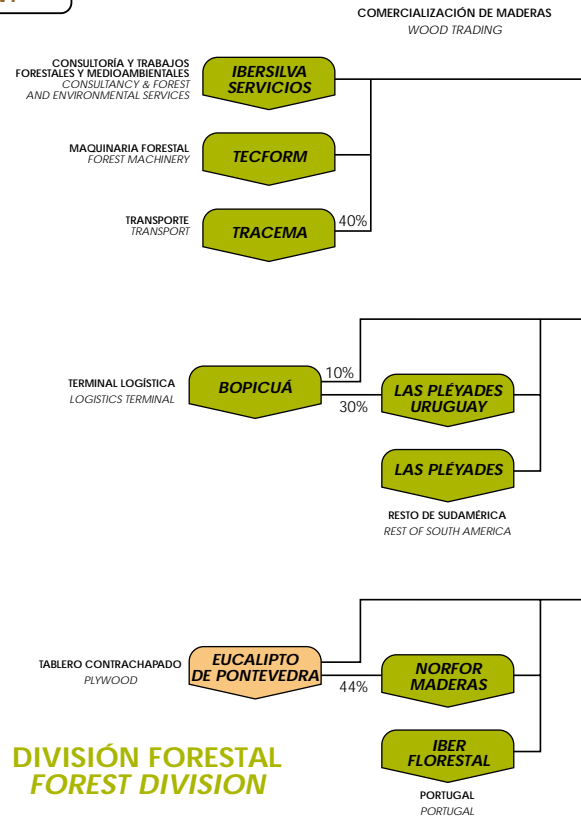 COMERCIALIZACIÓN DE MADERAS
WOOD TRADING
CONSULTORÍA Y TRABAJOS
FORESTALES Y MEDIOAMBIENTALES
CONSULTANCY & FOREST
AND ENVIRONMENTAL SERVICES
IBERSILVA
SERVICIOS
MAQUINARIA FORESTAL
FOREST MACHINERY
TECFORM
TRANSPORTE
TRANSPORT
TRACEMA
40%
TERMINAL LOGÍSTICA
LOGISTICS TERMINAL
BOPICUÁ
10%
30%
LAS PLÉYADES
URUGUAY
LAS PLÉYADES
RESTO DE SUDAMÉRICA
REST OF SOUTH AMERICA
TABLERO CONTRACHAPADO
PLYWOOD
EUCALIPTO
DE PONTEVEDRA
44%
NORFOR
MADERAS
IBER
FLORESTAL
PORTUGAL
PORTUGAL
DIVISIÓN FORESTAL
FOREST DIVISION